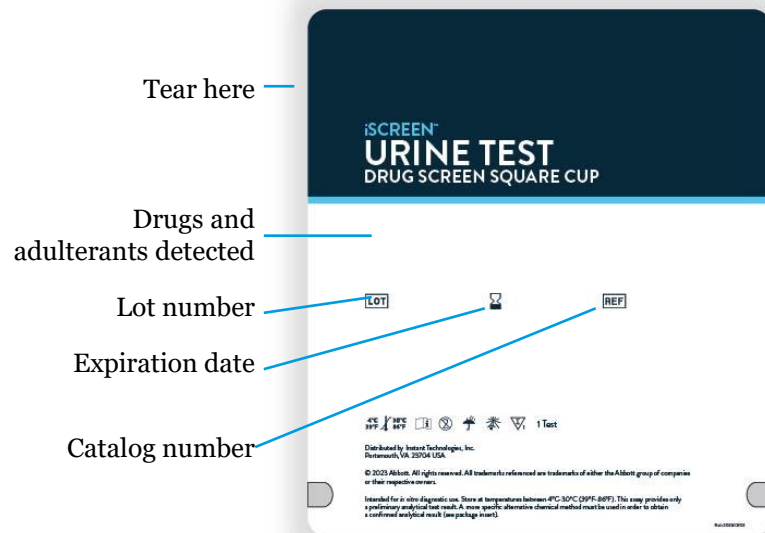 Tear here
iSCREEN™
URINE TEST
DRUG SCREEN SQUARE CUP
Drugs and
adulterants detected
Lot number
LOT
REF
Expiration date
Catalog number
4°C
39°F
30°C
86°F
1 Test
Distributed by Instant Technologies, Inc.
Portsmouth, VA 23704 USA
© 2023 Abbott. All rights reserved. All trademarks referenced are trademarks of either the Abbott group of companies
or their respective owners.
Intended for in vitro diagnostic use. Store at temperatures between 4°C-30°C (39°F-86°F). This assay provides only
a preliminary analytical test result. A more specific alternative chemical method must be used in order to obtain
a confirmed analytical result (see package insert).